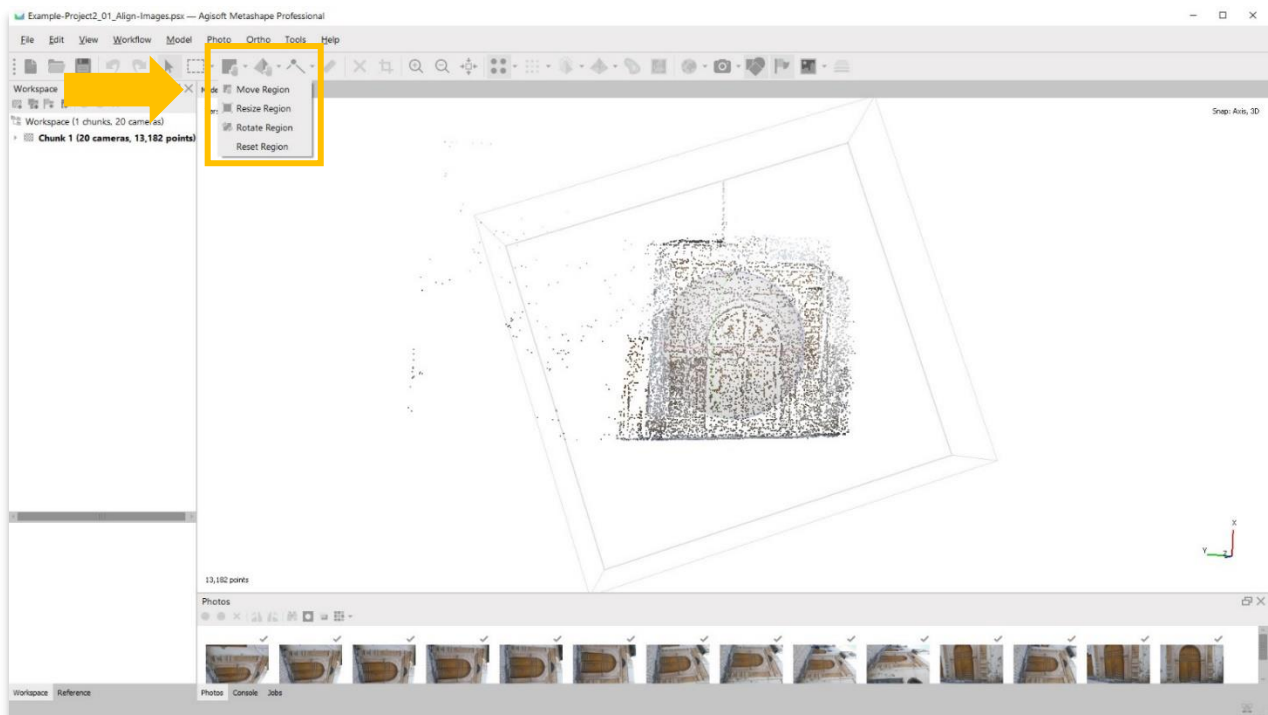 Example-Project2_01_Align-Images.psx — Agisoft Metashape Professional
File Edit View Workflow Model Photo Ortho Tools Help
Workspace
Workspace (1 chunks, 20 cameras)
Chunk 1 (20 cameras, 13,182 points)
Move Region
Resize Region
Rotate Region
Reset Region
Snap: Axis, 3D
X
Y
Z
13,182 points
Photos
Workspace Reference
Photos Console Jobs